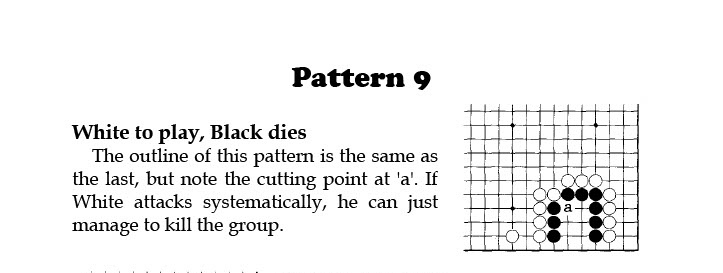 Pattern 9
White to play, Black dies
The outline of this pattern is the same as
the last, but note the cutting point at 'a'. If
White attacks systematically, he can just
manage to kill the group.
a